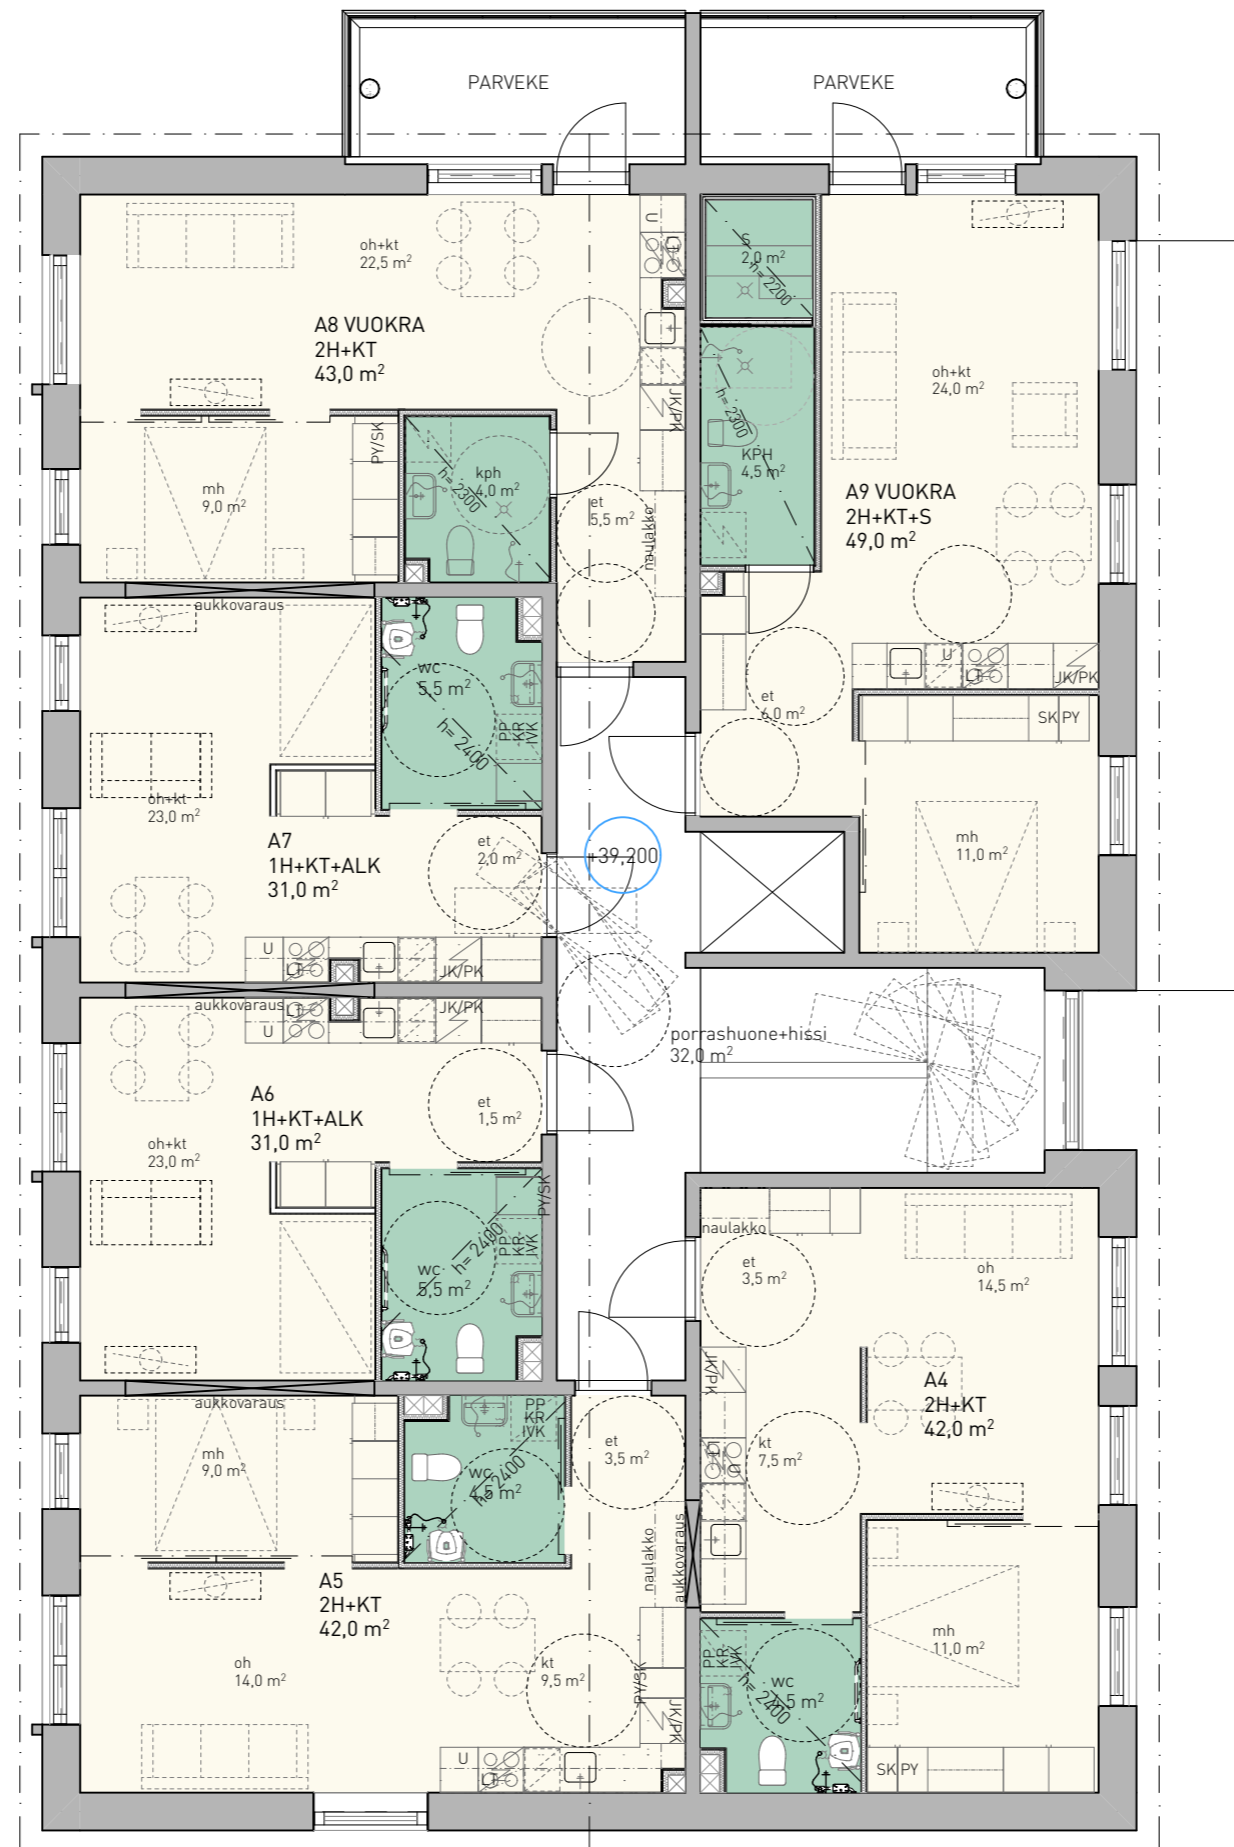 PARVEKE
PARVEKE
oh+kt
22,5 m²
U
LT
A8 VUOKRA
2H+KT
43,0 m²
JK/PK
PY/SK
mh
9,0 m²
kph
4,0 m²
h= 2300
et
5,5 m²
naulakko
S
2,0 m²
h= 2200
h= 2300
KPH
4,5 m²
oh+kt
24,0 m²
A9 VUOKRA
2H+KT+S
49,0 m²
U
LT
JK/PK
et
6,0 m²
SK PY
mh
11,0 m²
aukkovaraus
wc
5,5 m²
h= 2400
PP
KR
IVK
oh+kt
23,0 m²
A7
1H+KT+ALK
31,0 m²
et
2,0 m²
+39,200
U
LT
JK/PK
aukkovaraus
LT
U
JK/PK
porrashuone+hissi
32,0 m²
A6
1H+KT+ALK
31,0 m²
et
1,5 m²
oh+kt
23,0 m²
PY/SK
PP
KR
IVK
h= 2400
wc
5,5 m²
naulakko
et
3,5 m²
oh
14,5 m²
JK/PK
A4
2H+KT
42,0 m²
LT
U
kt
7,5 m²
aukkovaraus
mh
9,0 m²
PP
KR
IVK
wc
4,5 m²
h= 2400
et
3,5 m²
naulakko
aukkovaraus
A5
2H+KT
42,0 m²
oh
14,0 m²
kt
9,5 m²
PY/SK
JK/PK
U
LT
PP
KR
IVK
h= 2400
wc
mh
11,0 m²
SK PY